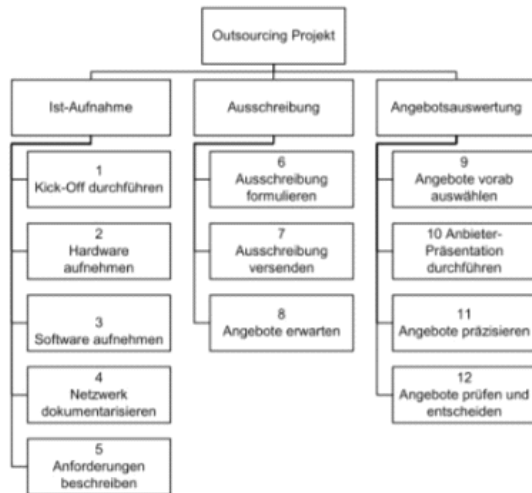 Outsourcing Projekt
Ist-Aufnahme
1
Kick-Off durchführen
2
Hardware
aufnehmen
3
Software aufnehmen
4
Netzwerk
dokumentarisieren
5
Anforderungen
beschreiben
Ausschreibung
6
Ausschreibung
formulieren
7
Ausschreibung
versenden
8
Angebote erwarten
Angebotsauswertung
9
Angebote vorab
auswählen
10 Anbieter-
Präsentation
durchführen
11
Angebote präzisieren
12
Angebote prüfen und
entscheiden